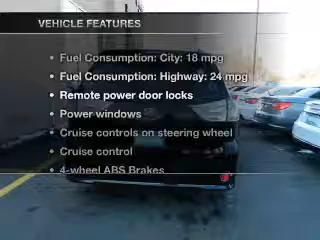 VEHICLE FEATURES
• Fuel Consumption: City: 18 mpg
• Fuel Consumption: Highway: 24 mpg
• Remote power door locks
• Power windows
• Cruise controls on steering wheel
• Cruise control
• 4-wheel ABS Brakes